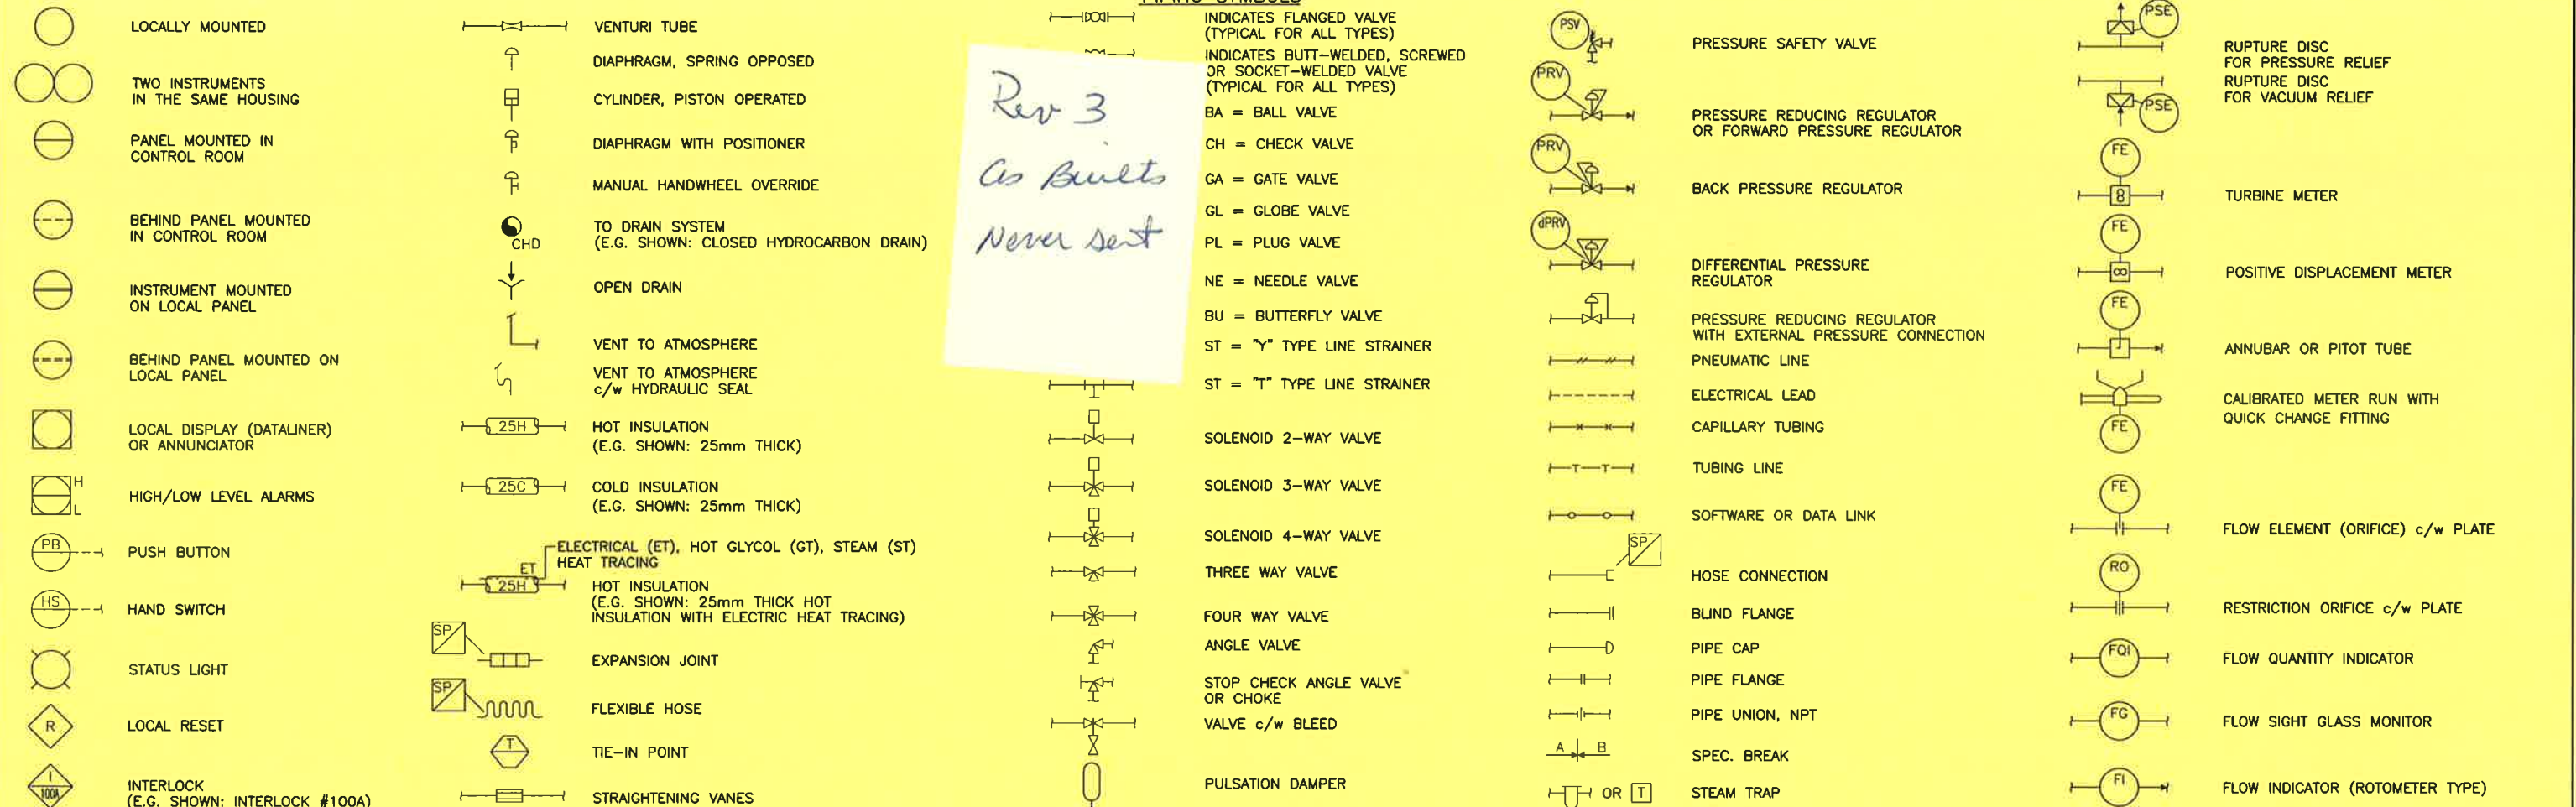 PIPING SYMBOLS
LOCALLY MOUNTED
TWO INSTRUMENTS
IN THE SAME HOUSING
PANEL MOUNTED IN
CONTROL ROOM
BEHIND PANEL MOUNTED
IN CONTROL ROOM
INSTRUMENT MOUNTED
ON LOCAL PANEL
BEHIND PANEL MOUNTED ON
LOCAL PANEL
LOCAL DISPLAY (DATALINER)
OR ANNUNCIATOR
H
L
HIGH/LOW LEVEL ALARMS
PB
PUSH BUTTON
HS
HAND SWITCH
STATUS LIGHT
R
LOCAL RESET
I
100A
INTERLOCK
(E.G. SHOWN: INTERLOCK #100A)
VENTURI TUBE
DIAPHRAGM, SPRING OPPOSED
CYLINDER, PISTON OPERATED
P
DIAPHRAGM WITH POSITIONER
MANUAL HANDWHEEL OVERRIDE
CHD
TO DRAIN SYSTEM
(E.G. SHOWN: CLOSED HYDROCARBON DRAIN)
OPEN DRAIN
VENT TO ATMOSPHERE
VENT TO ATMOSPHERE
c/w HYDRAULIC SEAL
25H
HOT INSULATION
(E.G. SHOWN: 25mm THICK)
25C
COLD INSULATION
(E.G. SHOWN: 25mm THICK)
ELECTRICAL (ET), HOT GLYCOL (GT), STEAM (ST)
HEAT TRACING
ET
25H
HOT INSULATION
(E.G. SHOWN: 25mm THICK HOT
INSULATION WITH ELECTRIC HEAT TRACING)
SP
EXPANSION JOINT
SP
FLEXIBLE HOSE
T
TIE-IN POINT
STRAIGHTENING VANES
Rev 3
As Builts
Never sent
INDICATES FLANGED VALVE
(TYPICAL FOR ALL TYPES)
INDICATES BUTT-WELDED, SCREWED
OR SOCKET-WELDED VALVE
(TYPICAL FOR ALL TYPES)
BA = BALL VALVE
CH = CHECK VALVE
GA = GATE VALVE
GL = GLOBE VALVE
PL = PLUG VALVE
NE = NEEDLE VALVE
BU = BUTTERFLY VALVE
ST = "Y" TYPE LINE STRAINER
ST = "T" TYPE LINE STRAINER
SOLENOID 2-WAY VALVE
SOLENOID 3-WAY VALVE
SOLENOID 4-WAY VALVE
THREE WAY VALVE
FOUR WAY VALVE
ANGLE VALVE
STOP CHECK ANGLE VALVE
OR CHOKE
VALVE c/w BLEED
PULSATION DAMPER
PSV
PRESSURE SAFETY VALVE
PRV
PRESSURE REDUCING REGULATOR
OR FORWARD PRESSURE REGULATOR
PRV
BACK PRESSURE REGULATOR
dPRV
DIFFERENTIAL PRESSURE
REGULATOR
PRESSURE REDUCING REGULATOR
WITH EXTERNAL PRESSURE CONNECTION
PNEUMATIC LINE
ELECTRICAL LEAD
CAPILLARY TUBING
T T
TUBING LINE
SOFTWARE OR DATA LINK
SP
HOSE CONNECTION
BLIND FLANGE
PIPE CAP
PIPE FLANGE
PIPE UNION, NPT
A B
SPEC. BREAK
OR T
STEAM TRAP
PSE
RUPTURE DISC
FOR PRESSURE RELIEF
RUPTURE DISC
FOR VACUUM RELIEF
PSE
FE
8
TURBINE METER
FE
POSITIVE DISPLACEMENT METER
FE
ANNUBAR OR PITOT TUBE
CALIBRATED METER RUN WITH
QUICK CHANGE FITTING
FE
FE
FLOW ELEMENT (ORIFICE) c/w PLATE
RO
RESTRICTION ORIFICE c/w PLATE
FQI
FLOW QUANTITY INDICATOR
FG
FLOW SIGHT GLASS MONITOR
FI
FLOW INDICATOR (ROTOMETER TYPE)